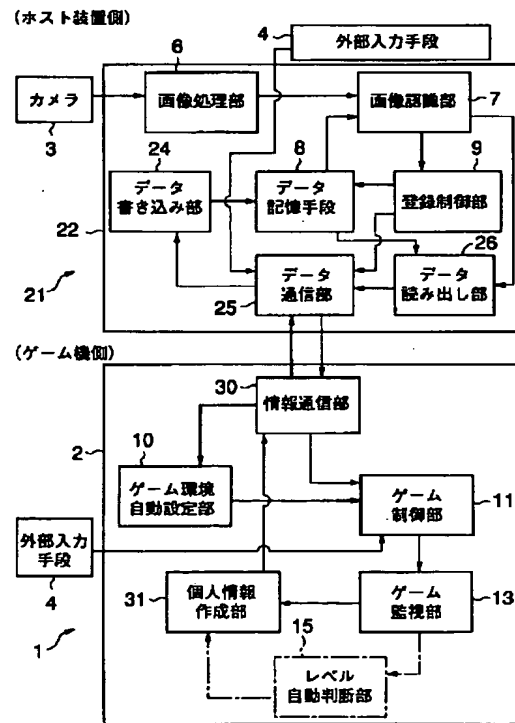 (ホスト装置側)
4
外部入力手段
6
カメラ
3
画像処理部
画像認識部
7
24
データ
書き込み部
8
データ
記憶手段
9
登録制御部
22
21
データ
通信部
25
26
データ
読み出し部
(ゲーム機側)
30
情報通信部
2
10
ゲーム環境
自動設定部
ゲーム
制御部
11
外部入力
手段
4
31
個人情報
作成部
ゲーム
監視部
13
1
15
レベル
自動判断部